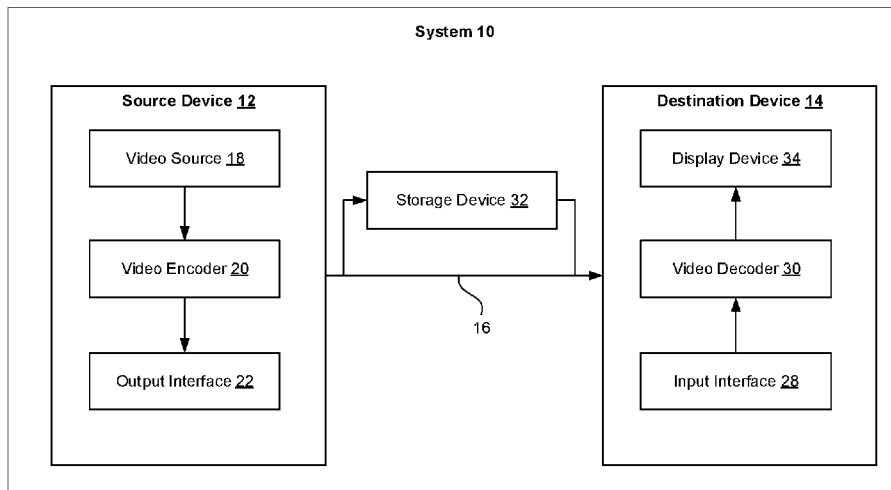 System 10
Source Device 12
Video Source 18
Video Encoder 20
Output Interface 22
Storage Device 32
16
Destination Device 14
Display Device 34
Video Decoder 30
Input Interface 28